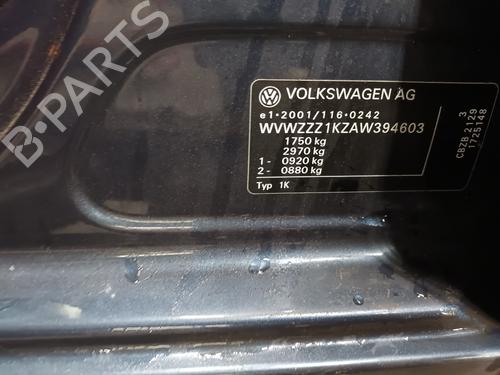 VOLKSWAGEN AG
e1*2001/116*0242
WVWZZZ1KZAW394603
1750 kg
2970 kg
1- 0920 kg
2- 0880 kg
Typ 1K
3
CBZB 2129
1725148
B-PARTS